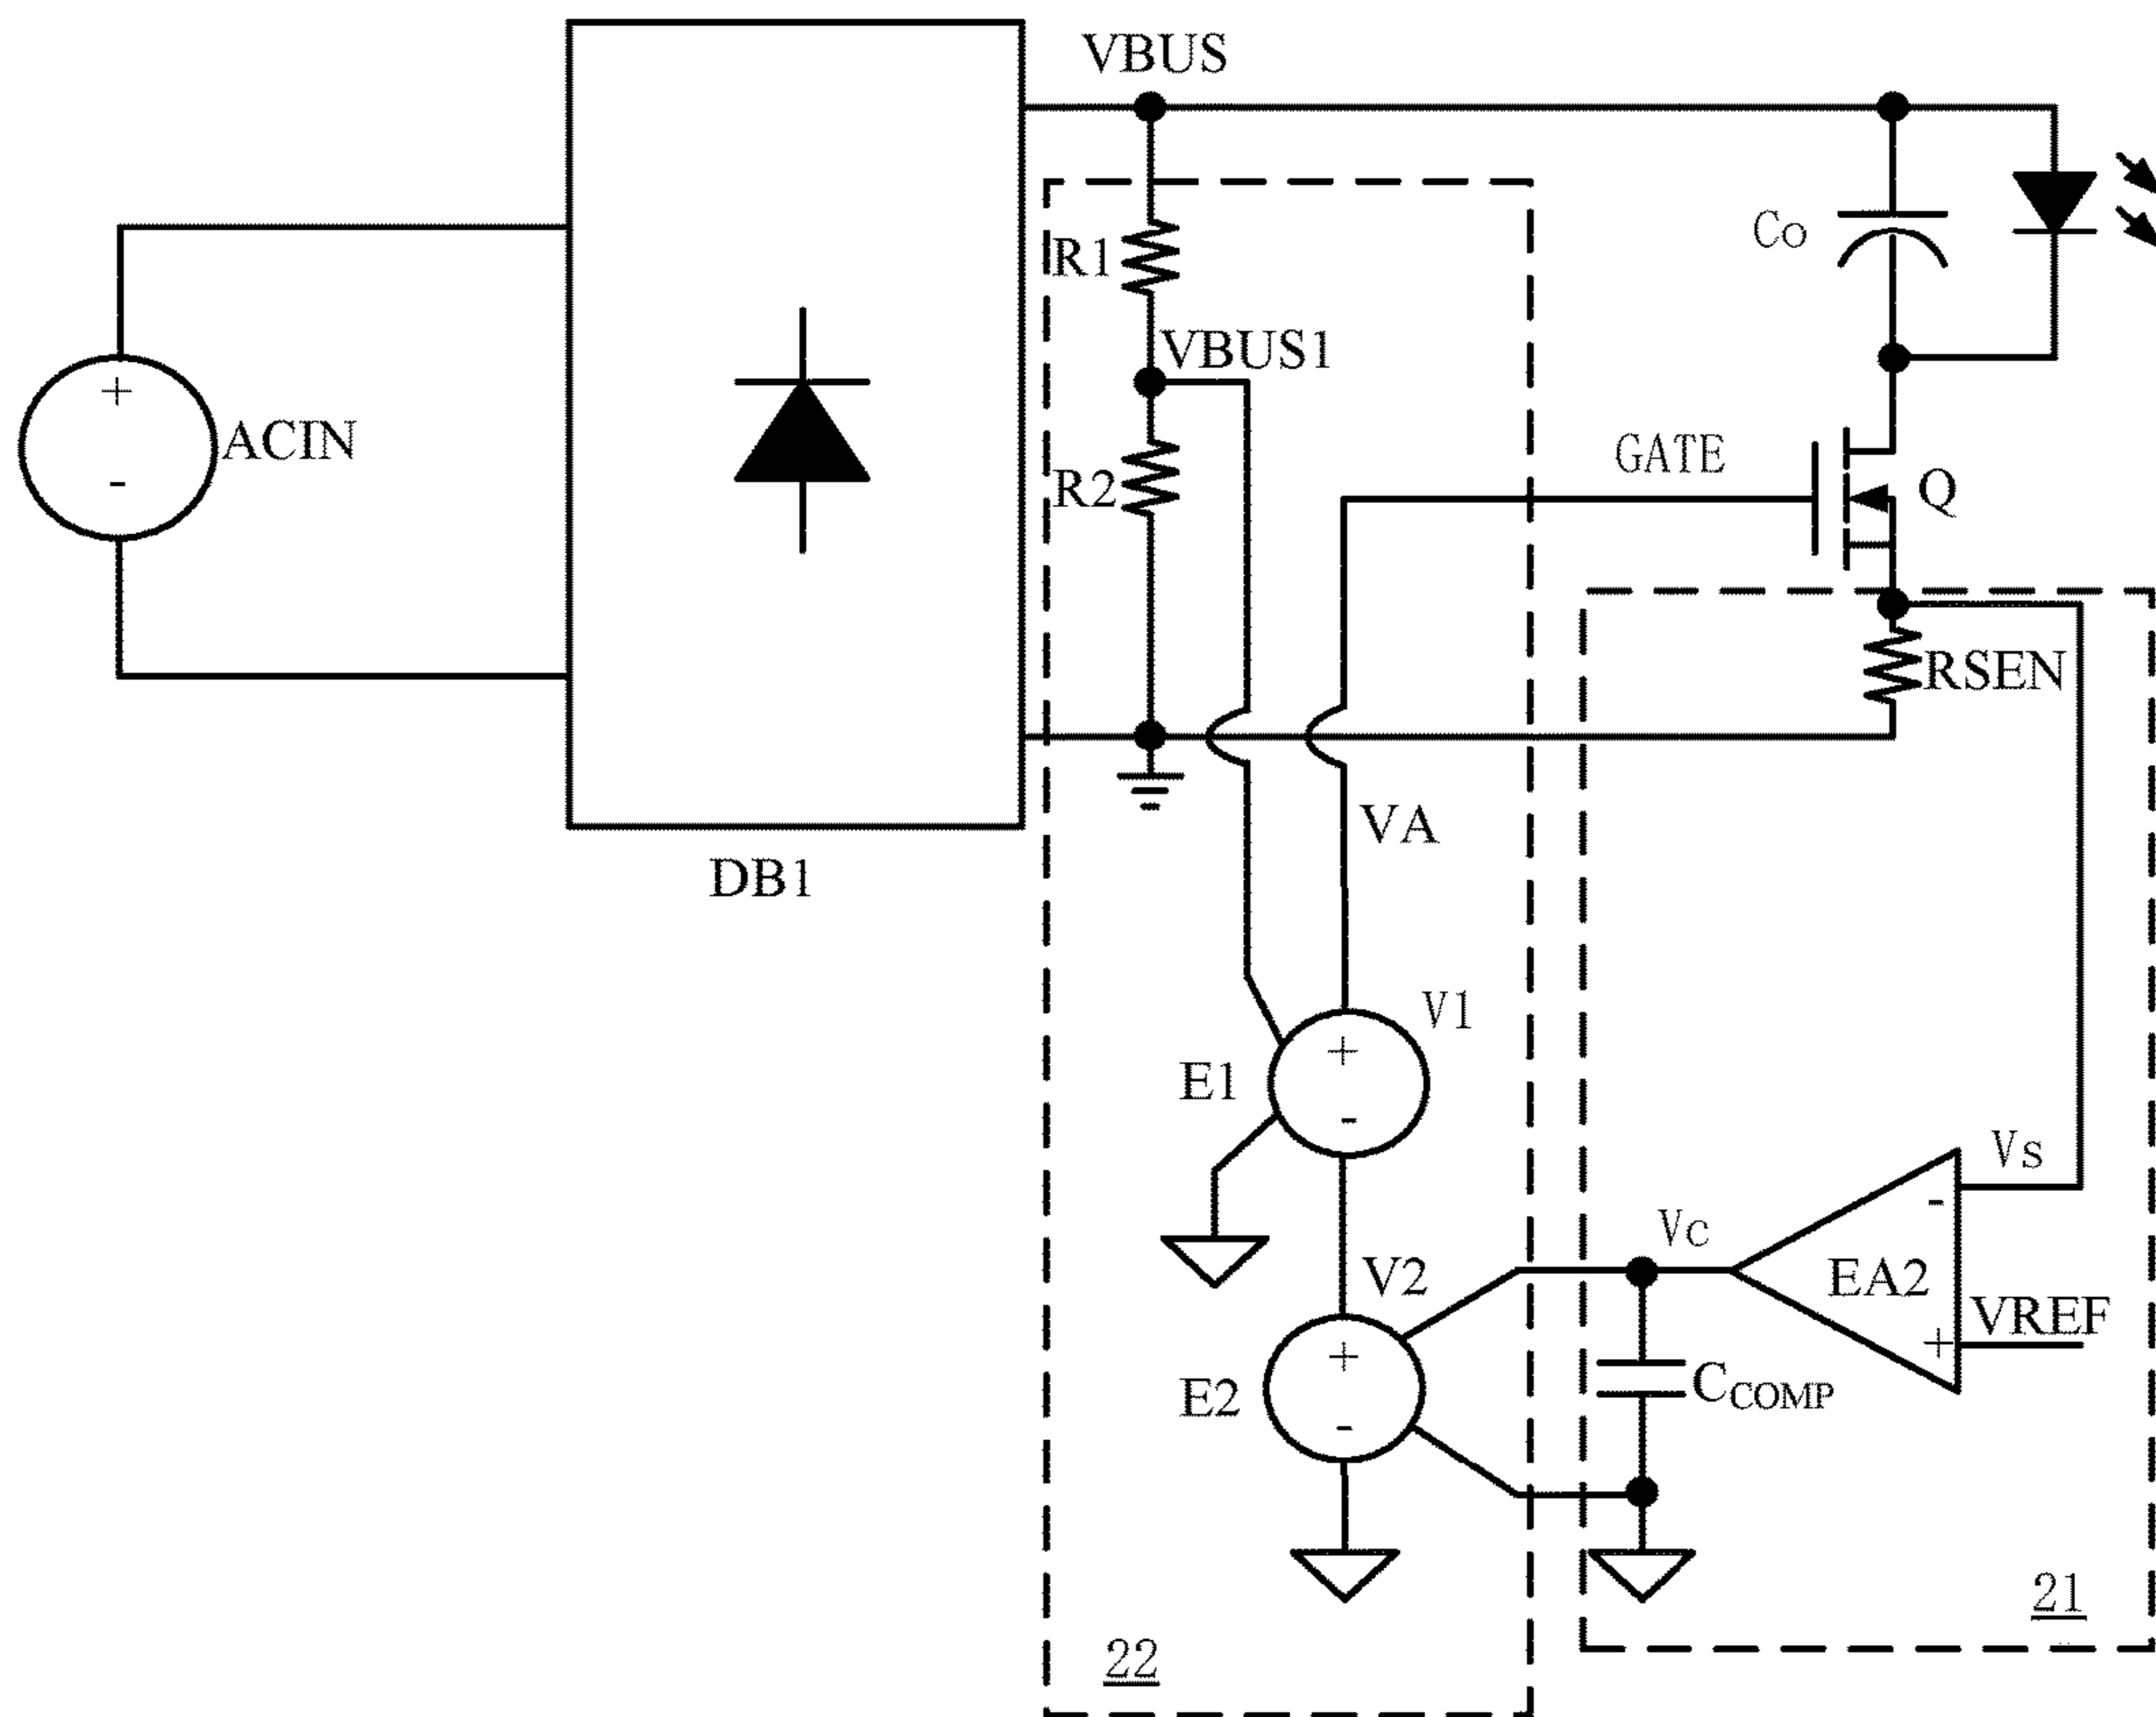 VBUS
Co
R1
VBUS1
+
ACIN
-
GATE
Q
R2
RSEN
VA
DB1
V1
+
E1
-
Vs
-
Vc
V2
EA2
VREF
+
+
E2
CCOMP
-
21
22